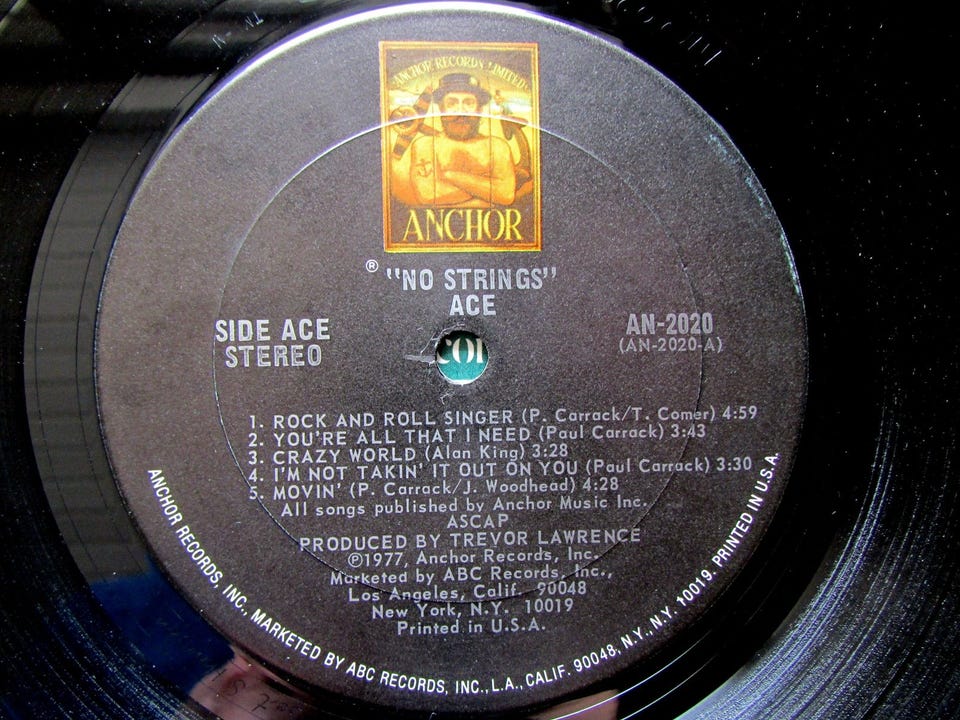 ANCHOR RECORDS LIMITED
ANCHOR
® "NO STRINGS"
ACE
SIDE ACE
STEREO
AN-2020
(AN-2020-A)
1. ROCK AND ROLL SINGER (P. Carrack/T. Comer) 4:59
2. YOU'RE ALL THAT I NEED (Paul Carrack) 3:43
3. CRAZY WORLD (Alan King) 3:28
4. I'M NOT TAKIN' IT OUT ON YOU (Paul Carrack) 3:30
5. MOVIN' (P. Carrack/J. Woodhead) 4:28
All songs published by Anchor Music Inc.
ASCAP
PRODUCED BY TREVOR LAWRENCE
℗1977, Anchor Records, Inc.
Marketed by ABC Records, Inc.,
Los Angeles, Calif. 90048
New York, N.Y. 10019
Printed in U.S.A.
ANCHOR RECORDS, INC., MARKETED BY ABC RECORDS, INC., L.A., CALIF. 90048, N.Y., N.Y. 10019. PRINTED IN U.S.A.